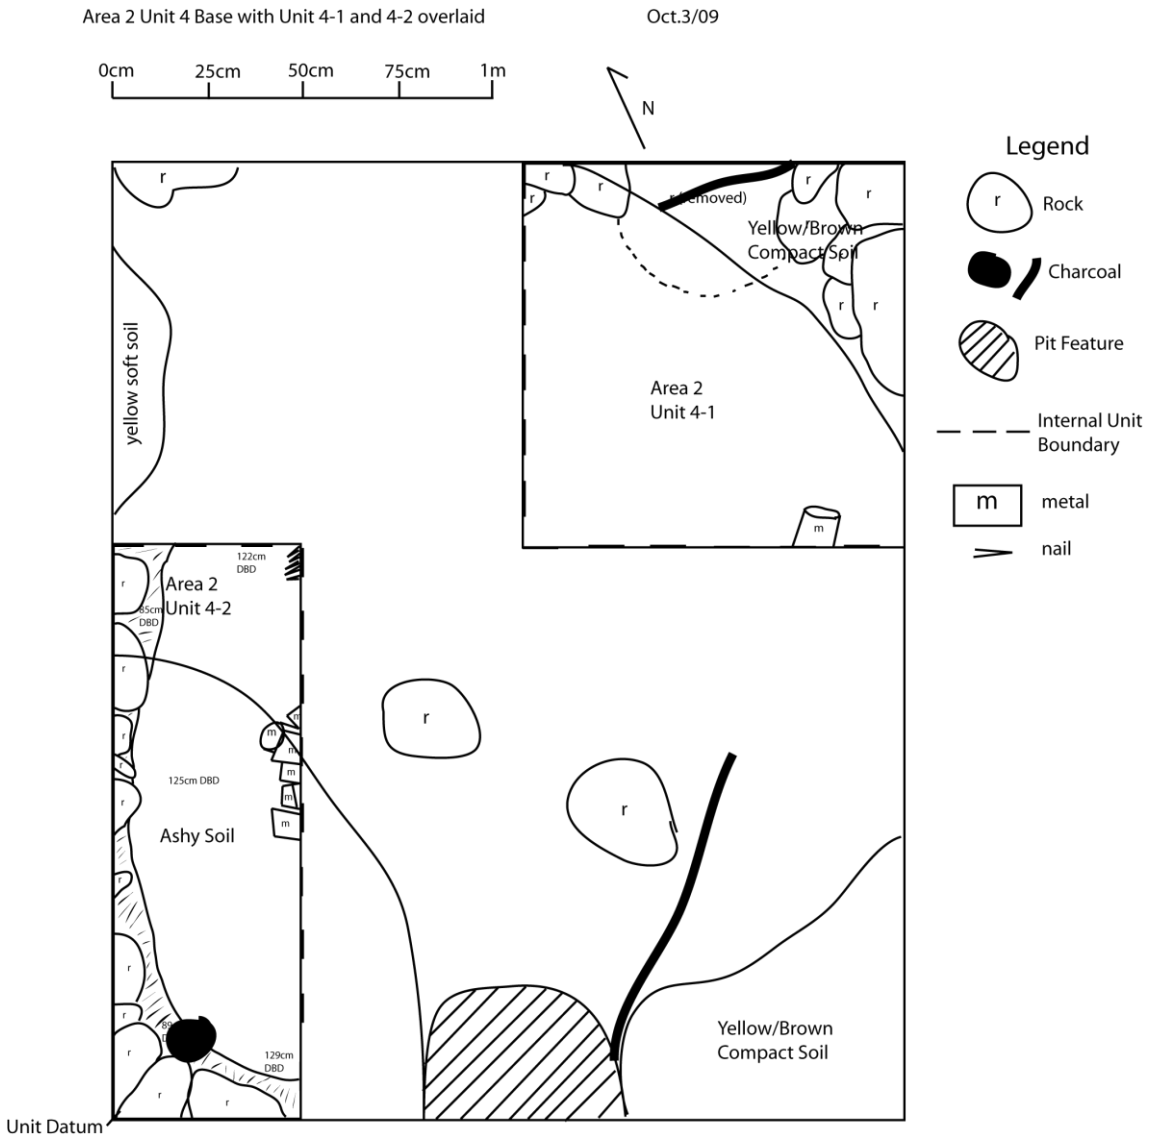 Area 2 Unit 4 Base with Unit 4-1 and 4-2 overlaid
Oct.3/09
0cm 25cm 50cm 75cm 1m
N
Legend
r Rock
Charcoal
Pit Feature
Internal Unit
Boundary
m metal
nail
r
yellow soft soil
r
r
r
(removed)
r
r
Yellow/Brown
Compact Soil
r
r
r
Area 2
Unit 4-1
m
122cm
DBD
r
Area 2
Unit 4-2
85cm
DBD
r
r
r
r
m
m
m
m
m
m
125cm DBD
Ashy Soil
r
r
r
r
89
129cm
DBD
r
r
r
r
Yellow/Brown
Compact Soil
Unit Datum